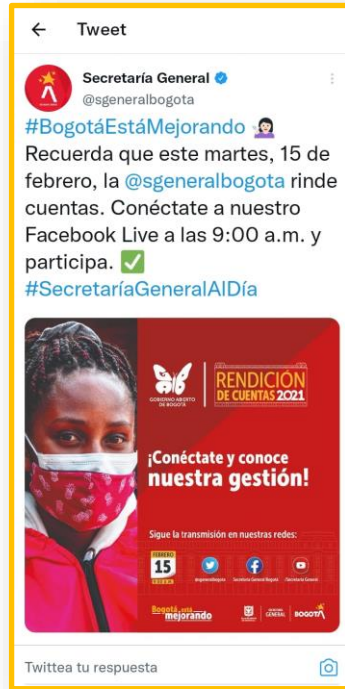 Tweet
Secretaría General
@sgeneralbogota
#BogotáEstáMejorando
Recuerda que este martes, 15 de
febrero, la @sgeneralbogota rinde
cuentas. Conéctate a nuestro
Facebook Live a las 9:00 a.m. y
participa.
#SecretaríaGeneralAlDía
GOBIERNO ABIERTO
DE BOGOTÁ
RENDICIÓN
DE CUENTAS 2021
¡Conéctate y conoce
nuestra gestión!
Sigue la transmisión en nuestras redes:
FEBRERO
15
9:00 a.m.
Bogotá está
mejorando
GENERAL
BOGOTÁ
Twittea tu respuesta